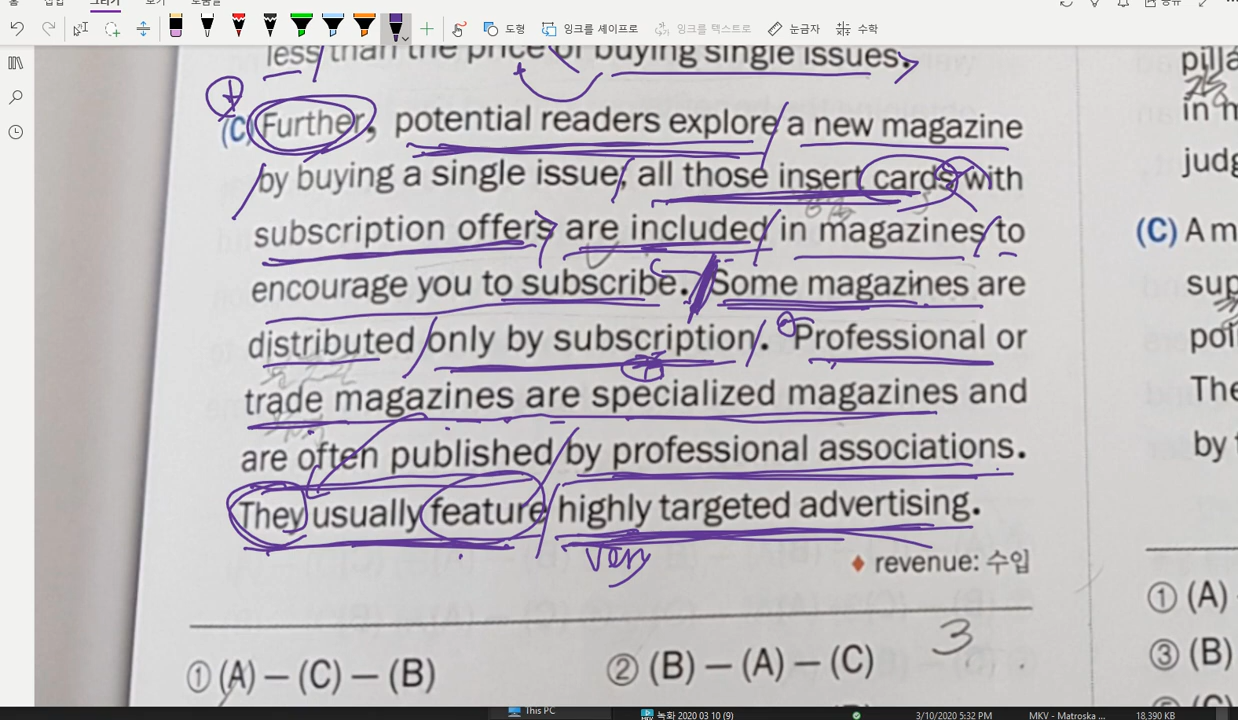 그리기
도형
잉크를 셰이프로
잉크를 텍스트로
눈금자
수학
less than the price of buying single issues.
(C) Further, potential readers explore a new magazine
by buying a single issue; all those insert cards with
subscription offers are included in magazines to
encourage you to subscribe. Some magazines are
distributed only by subscription. Professional or
trade magazines are specialized magazines and
are often published by professional associations.
They usually feature highly targeted advertising.
very
♦ revenue: 수입
3
① (A) – (C) – (B)
② (B) – (A) – (C)
in
judg
(C) A m
sup
poi
The
by
① (A)
③ (B)
This PC
녹화 2020 03 10 (9)
3/10/2020 5:32 PM
MKV - Matroska ...
18,390 KB